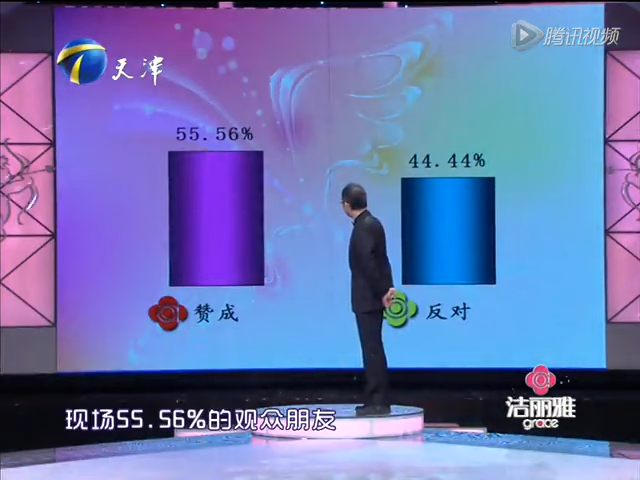 腾讯视频
天津
55.56%
44.44%
赞成
反对
洁丽雅
grace
现场55.56%的观众朋友